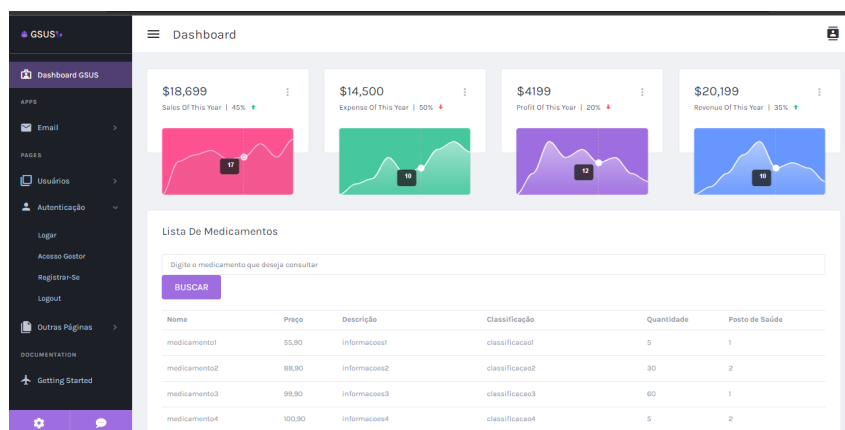 GSUS
Dashboard
Dashboard GSUS
APPS
Email
PAGES
Usuários
Autenticação
Logar
Acesso Gestor
Registrar-Se
Logout
Outras Páginas
DOCUMENTATION
Getting Started
$18,699
Sales Of This Year | 45%
17
$14,500
Expense Of This Year | 50%
10
$4199
Profit Of This Year | 20%
12
$20,199
Revenue Of This Year | 35%
10
Lista De Medicamentos
Digite o medicamento que deseja consultar
BUSCAR
Nome Preço Descrição Classificação Quantidade Posto de Saúde
medicamento1 55,90 informacoes1 classificacao1 5 1
medicamento2 88,90 informacoes2 classificacao2 30 2
medicamento3 99,90 informacoes3 classificacao3 60 1
medicamento4 100,90 informacoes4 classificacao4 5 2